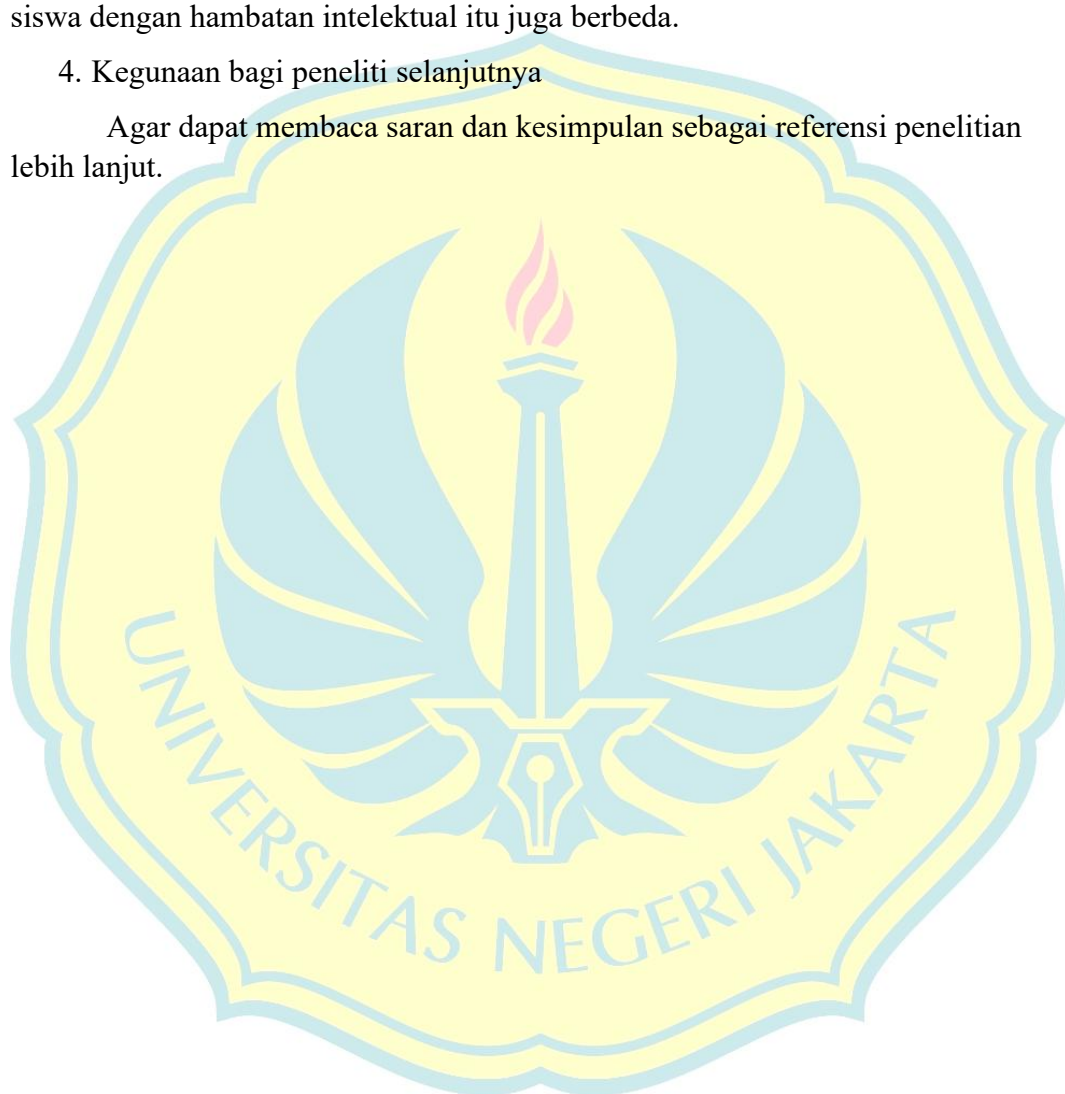 siswa dengan hambatan intelektual itu juga berbeda.
4. Kegunaan bagi peneliti selanjutnya
Agar dapat membaca saran dan kesimpulan sebagai referensi penelitian
lebih lanjut.
UNIVERSITAS NEGERI JAKARTA